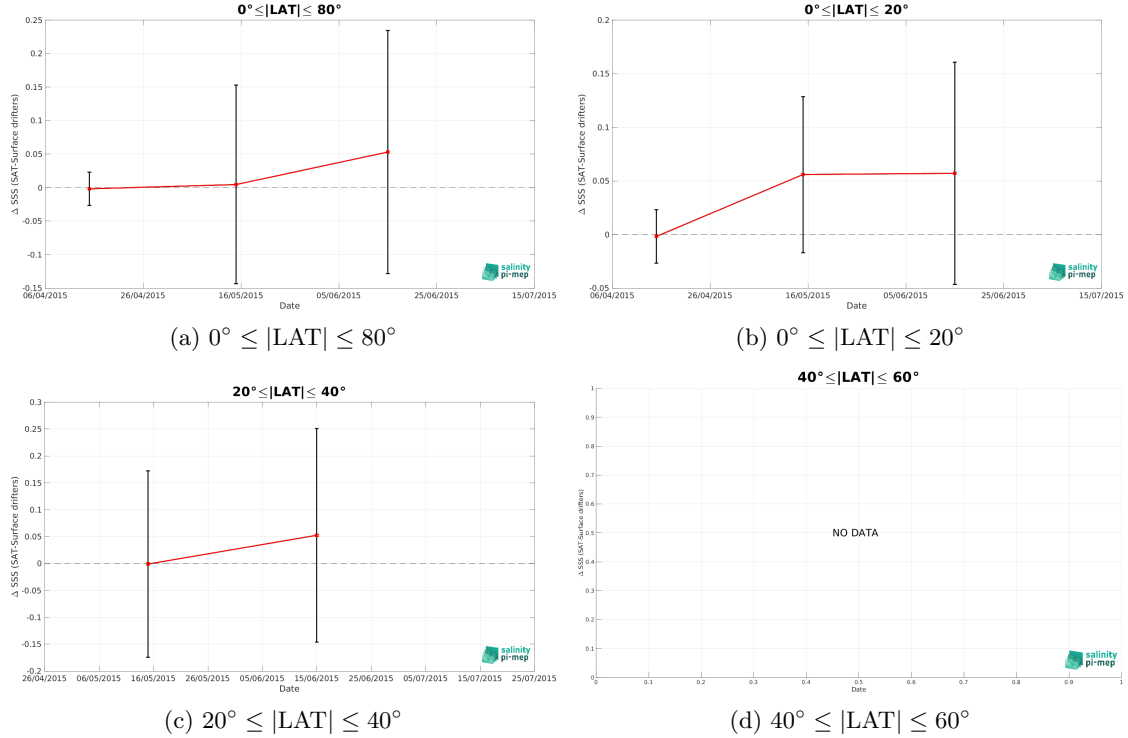 0°≤|LAT|≤ 80°
0.25
0.2
0.15
0.1
0.05
0
-0.05
-0.1
-0.15
Δ SSS (SAT-Surface drifters)
06/04/2015 26/04/2015 16/05/2015 05/06/2015 25/06/2015 15/07/2015
Date
salinity
pi-mep
(a) 0° ≤ |LAT| ≤ 80°
0°≤|LAT|≤ 20°
0.2
0.15
0.1
0.05
0
-0.05
Δ SSS (SAT-Surface drifters)
06/04/2015 26/04/2015 16/05/2015 05/06/2015 25/06/2015 15/07/2015
Date
salinity
pi-mep
(b) 0° ≤ |LAT| ≤ 20°
20°≤|LAT|≤ 40°
0.3
0.25
0.2
0.15
0.1
0.05
0
-0.05
-0.1
-0.15
-0.2
Δ SSS (SAT-Surface drifters)
26/04/2015 06/05/2015 16/05/2015 26/05/2015 05/06/2015 15/06/2015 25/06/2015 05/07/2015 15/07/2015 25/07/2015
Date
salinity
pi-mep
(c) 20° ≤ |LAT| ≤ 40°
40°≤|LAT|≤ 60°
1
0.9
0.8
0.7
0.6
0.5
0.4
0.3
0.2
0.1
0
Δ SSS (SAT-Surface drifters)
NO DATA
0 0.1 0.2 0.3 0.4 0.5 0.6 0.7 0.8 0.9 1
Date
salinity
pi-mep
(d) 40° ≤ |LAT| ≤ 60°